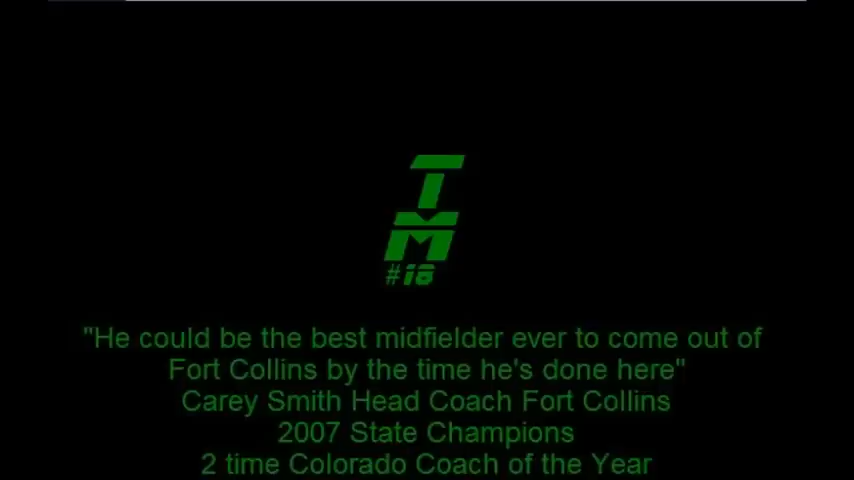 T
M
#18
"He could be the best midfielder ever to come out of
Fort Collins by the time he's done here"
Carey Smith Head Coach Fort Collins
2007 State Champions
2 time Colorado Coach of the Year